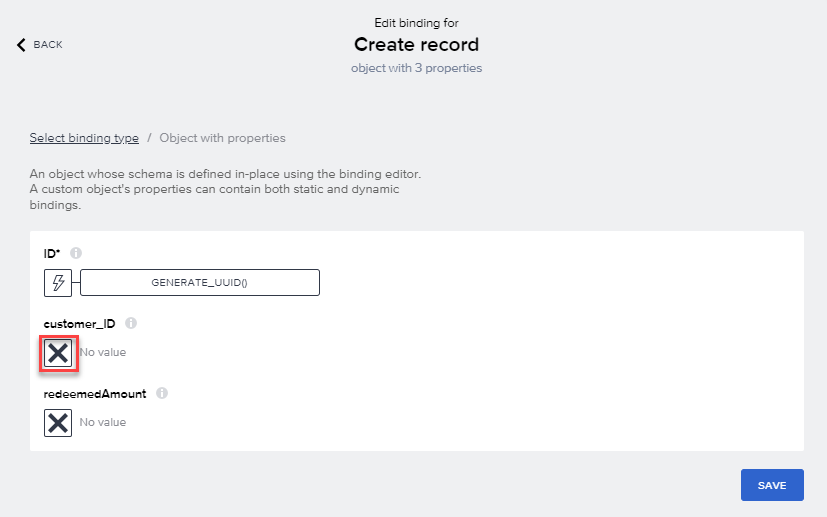 Edit binding for
BACK
Create record
object with 3 properties
Select binding type / Object with properties
An object whose schema is defined in-place using the binding editor.
A custom object's properties can contain both static and dynamic
bindings.
ID*
GENERATE_UUID()
customer_ID
No value
redeemedAmount
No value
SAVE